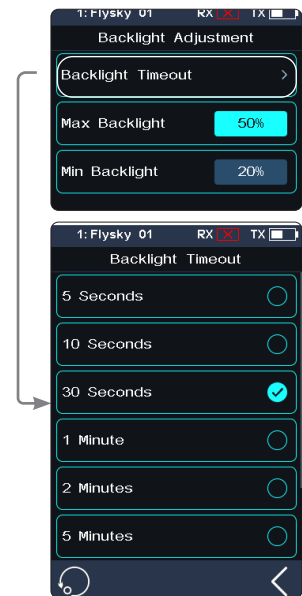 1: Flysky 01 RX TX
Backlight Adjustment
Backlight Timeout >
Max Backlight 50%
Min Backlight 20%
1: Flysky 01 RX TX
Backlight Timeout
5 Seconds
10 Seconds
30 Seconds
1 Minute
2 Minutes
5 Minutes